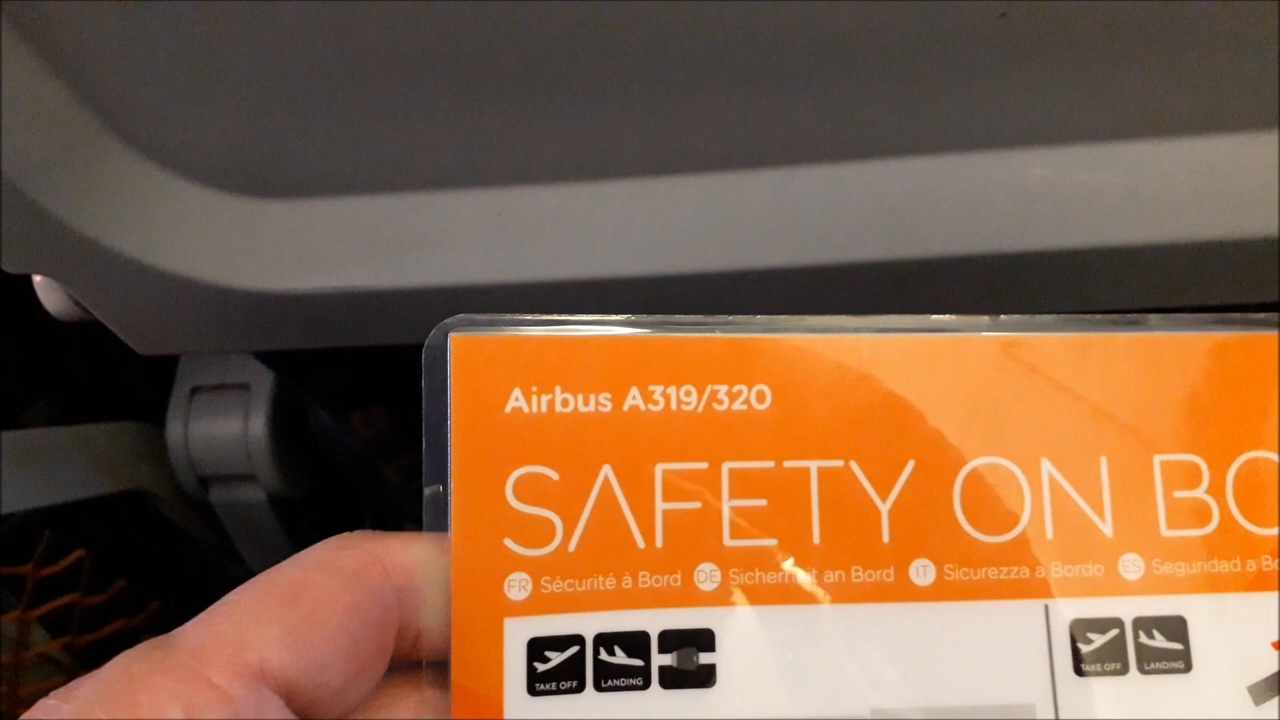 Airbus A319/320
SAFETY ON BO
FR Sécurité à Bord DE Sicherheit an Bord IT Sicurezza a Bordo ES Seguridad a Bo
TAKE OFF LANDING TAKE OFF LANDING